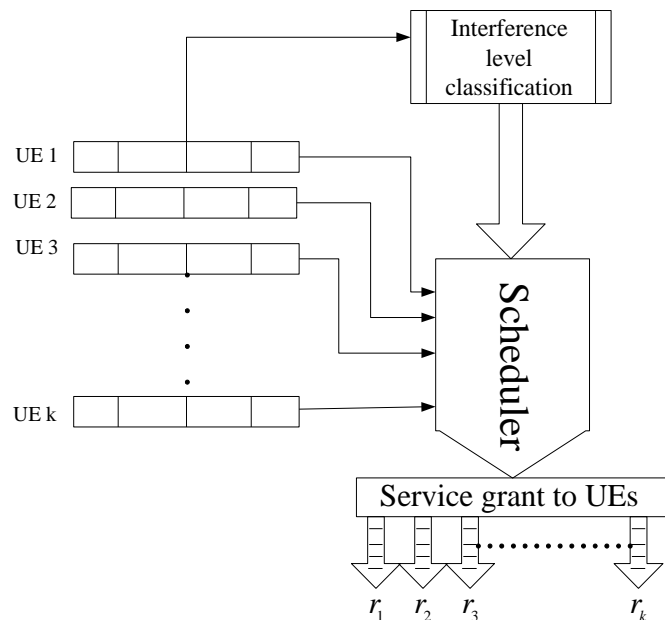 Interference
level
classification
UE 1
UE 2
UE 3
UE k
Scheduler
Service grant to UEs
r1 r2 r3 rk